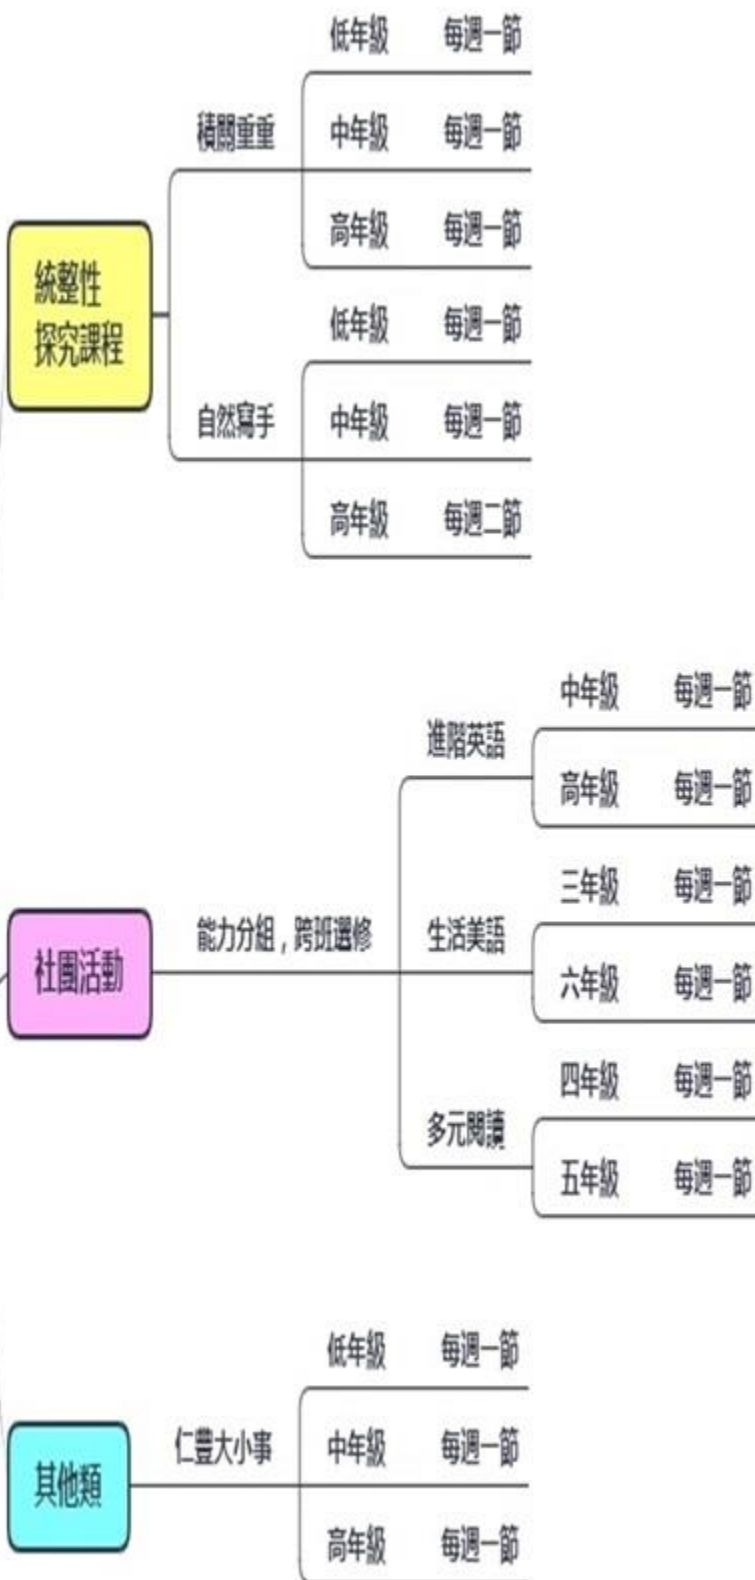 統整性
探究課程
積關重重
低年級 每週一節
中年級 每週一節
高年級 每週一節
自然寫手
低年級 每週一節
中年級 每週一節
高年級 每週二節
社團活動
能力分組，跨班選修
進階英語
中年級 每週一節
高年級 每週一節
生活美語
三年級 每週一節
六年級 每週一節
多元閱讀
四年級 每週一節
五年級 每週一節
其他類
仁豐大小事
低年級 每週一節
中年級 每週一節
高年級 每週一節